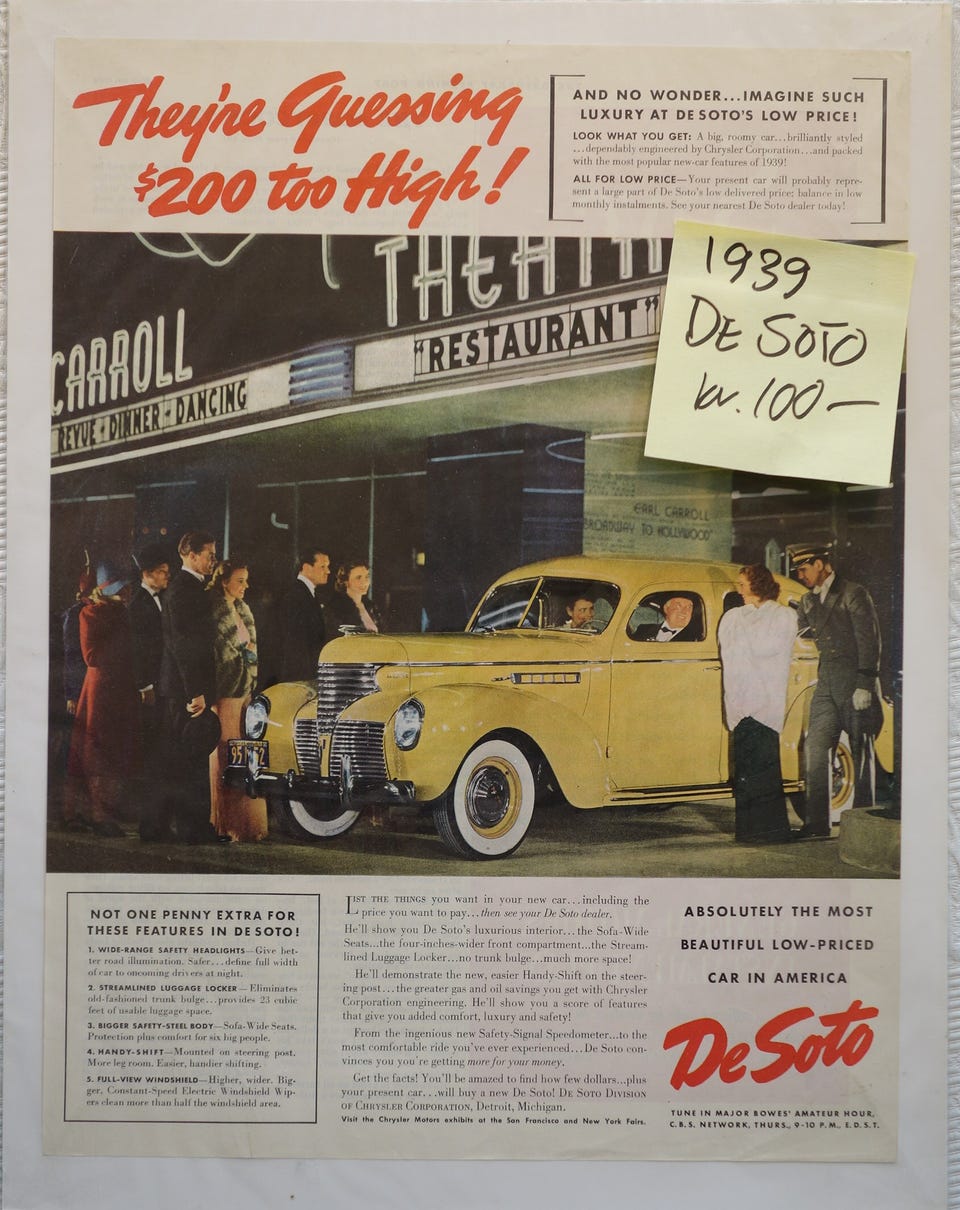 They're Guessing
$200 too High!
AND NO WONDER...IMAGINE SUCH
LUXURY AT DE SOTO'S LOW PRICE!
LOOK WHAT YOU GET: A big, roomy car...brilliantly styled
...dependably engineered by Chrysler Corporation...and packed
with the most popular new-car features of 1939!
ALL FOR LOW PRICE—Your present car will probably repre-
sent a large part of De Soto's low delivered price; balance in low
monthly instalments. See your nearest De Soto dealer today!
1939
DE SOTO
kr. 100—
THEATR
"RESTAURANT"
CARROLL
REVUE - DINNER - DANCING
EARL CARROLL
BROADWAY TO HOLLYWOOD"
95 52
NOT ONE PENNY EXTRA FOR
THESE FEATURES IN DE SOTO!
1. WIDE-RANGE SAFETY HEADLIGHTS—Give bet-
ter road illumination. Safer...define full width
of car to oncoming drivers at night.
2. STREAMLINED LUGGAGE LOCKER—Eliminates
old-fashioned trunk bulge...provides 23 cubic
feet of usable luggage space.
3. BIGGER SAFETY-STEEL BODY—Sofa-Wide Seats.
Protection plus comfort for six big people.
4. HANDY-SHIFT—Mounted on steering post.
More leg room. Easier, handier shifting.
5. FULL-VIEW WINDSHIELD—Higher, wider. Big-
ger, Constant-Speed Electric Windshield Wip-
ers clean more than half the windshield area.
LIST THE THINGS you want in your new car...including the
price you want to pay...then see your De Soto dealer.
He'll show you De Soto's luxurious interior...the Sofa-Wide
Seats...the four-inches-wider front compartment...the Stream-
lined Luggage Locker...no trunk bulge...much more space!
He'll demonstrate the new, easier Handy-Shift on the steer-
ing post...the greater gas and oil savings you get with Chrysler
Corporation engineering. He'll show you a score of features
that give you added comfort, luxury and safety!
From the ingenious new Safety-Signal Speedometer...to the
most comfortable ride you've ever experienced...De Soto con-
vinces you you're getting more for your money.
Get the facts! You'll be amazed to find how few dollars...plus
your present car...will buy a new De Soto! DE SOTO DIVISION
OF CHRYSLER CORPORATION, Detroit, Michigan.
Visit the Chrysler Motors exhibits at the San Francisco and New York Fairs.
ABSOLUTELY THE MOST
BEAUTIFUL LOW-PRICED
CAR IN AMERICA
De Soto
TUNE IN MAJOR BOWES' AMATEUR HOUR,
C.B.S. NETWORK, THURS., 9-10 P.M., E.D.S.T.